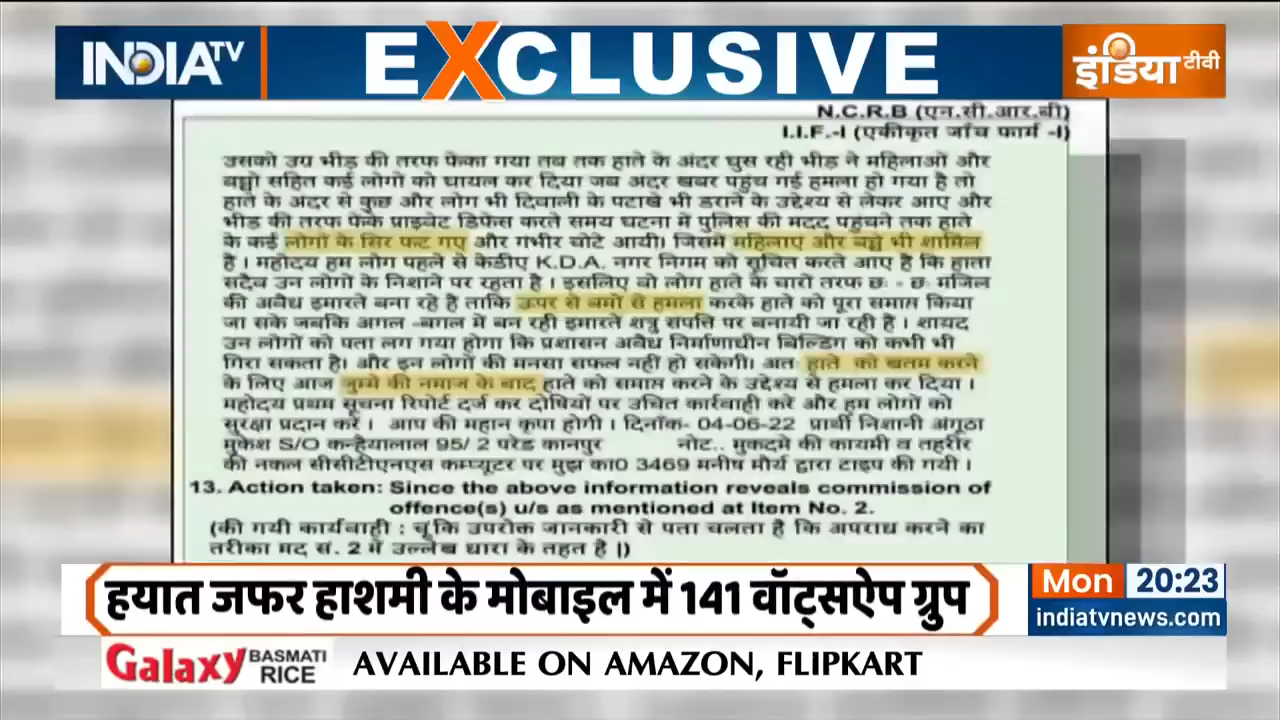 INDIA TV
EXCLUSIVE
इंडिया टीवी
N.C.R.B (एन.सी.आर.बी)
I.I.F.-I (एकीकृत जाँच फार्म -I)
उसको उग्र भीड़ की तरफ फेंका गया तब तक हाते के अंदर घुस रही भीड़ ने महिलाओं और
बच्चो सहित कई लोगों को घायल कर दिया जब अंदर खबर पहुंच गई हमला हो गया है तो
हाते के अंदर से कुछ और लोग भी दिवाली के पटाखे भी डराने के उद्देश्य से लेकर आए और
भीड़ की तरफ फेंके प्राइवेट डिफेंस करते समय घटना में पुलिस की मदद पहुचने तक हाते
के कई लोगों के सिर फट गए और गंभीर चोटे आयी। जिसमे महिलाए और बच्चे भी शामिल
है । महोदय हम लोग पहले से केडीए K.D.A. नगर निगम को सूचित करते आए है कि हाता
सदैव उन लोगों के निशाने पर रहता है । इसलिए वो लोग हाते के चारो तरफ छः - छः मंजिल
की अबैध इमारते बना रहे है ताकि ऊपर से बमों से हमला करके हाते को पूरा समाप्त किया
जा सके जबकि अगल -बगल में बन रही इमारते शत्रु संपत्ति पर बनायी जा रही है । शायद
उन लोगों को पता लग गया होगा कि प्रशासन अबैध निर्माणाधीन बिल्डिंग को कभी भी
गिरा सकता है। और इन लोगों की मनसा सफल नहीं हो सकेगी। अत हाते को खतम करने
के लिए आज जुम्मे की नमाज के बाद हाते को समाप्त करने के उद्देश्य से हमला कर दिया ।
महोदय प्रथम सूचना रिपोर्ट दर्ज कर दोषियों पर उचित कार्रवाही करें और हम लोगों को
सुरक्षा प्रदान करें । आप की महान कृपा होगी । दिनाँक- 04-06-22 प्रार्थी निशानी अंगूठा
मुकेश S/O कन्हैयालाल 95/ 2 परेड कानपुर नोट.. मुकदमे की कायमी व तहरीर
की नकल सीसीटीएनएस कम्प्यूटर पर मुझ का0 3469 मनीष मौर्य द्वारा टाइप की गयी ।
13. Action taken: Since the above information reveals commission of
offence(s) u/s as mentioned at Item No. 2.
(की गयी कार्यवाही : चूंकि उपरोक्त जानकारी से पता चलता है कि अपराध करने का
तरीका मद सं. 2 में उल्लेख धारा के तहत है |)
हयात जफर हाशमी के मोबाइल में 141 वॉट्सऐप ग्रुप
Mon 20:23
indiatvnews.com
Galaxy BASMATI RICE AVAILABLE ON AMAZON, FLIPKART